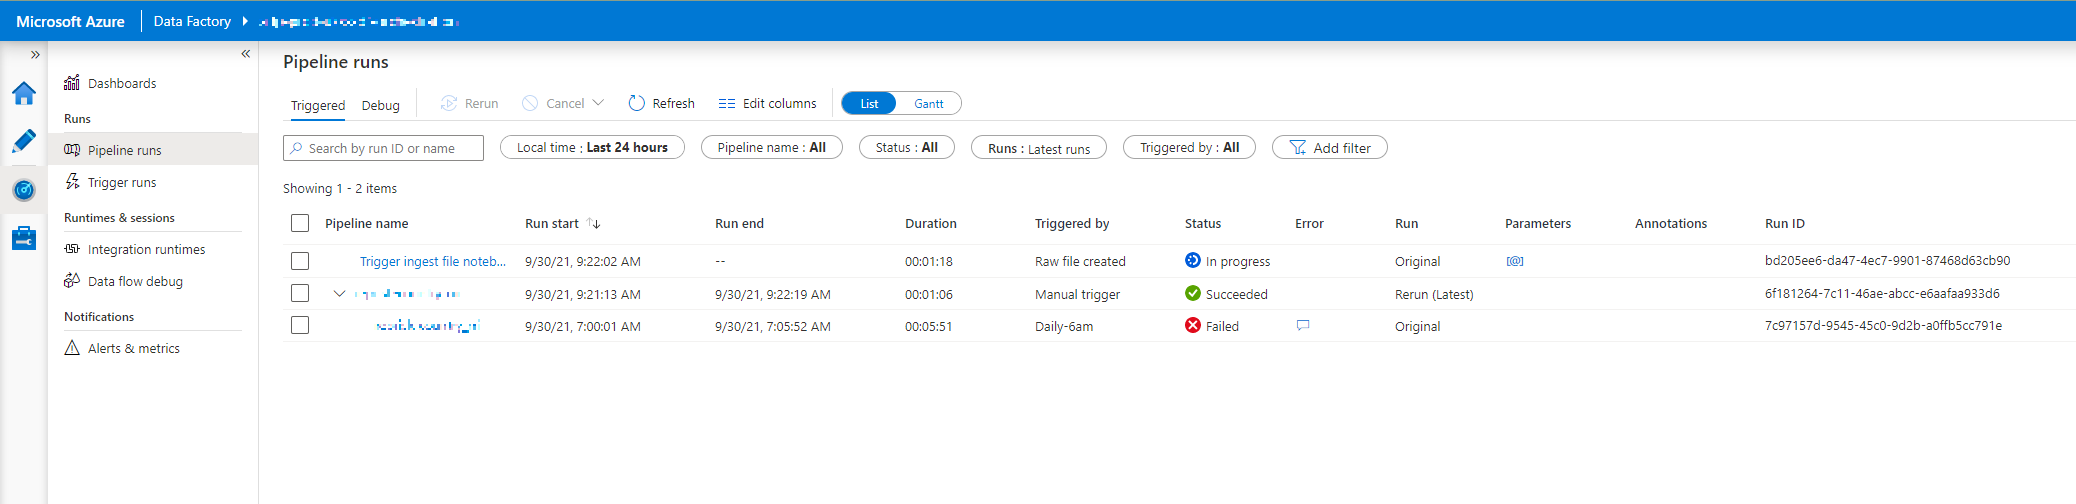 Microsoft Azure Data Factory
Pipeline runs
Dashboards
Triggered Debug Rerun Cancel Refresh Edit columns List Gantt
Runs
Pipeline runs
Search by run ID or name Local time : Last 24 hours Pipeline name : All Status : All Runs : Latest runs Triggered by : All Add filter
Trigger runs
Showing 1 - 2 items
Runtimes & sessions
Pipeline name Run start Run end Duration Triggered by Status Error Run Parameters Annotations Run ID
Integration runtimes
Trigger ingest file noteb... 9/30/21, 9:22:02 AM -- 00:01:18 Raw file created In progress Original [@] bd205ee6-da47-4ec7-9901-87468d63cb90
Data flow debug
9/30/21, 9:21:13 AM 9/30/21, 9:22:19 AM 00:01:06 Manual trigger Succeeded Rerun (Latest) 6f181264-7c11-46ae-abcc-e6aafaa933d6
Notifications
9/30/21, 7:00:01 AM 9/30/21, 7:05:52 AM 00:05:51 Daily-6am Failed Original 7c97157d-9545-45c0-9d2b-a0ffb5cc791e
Alerts & metrics